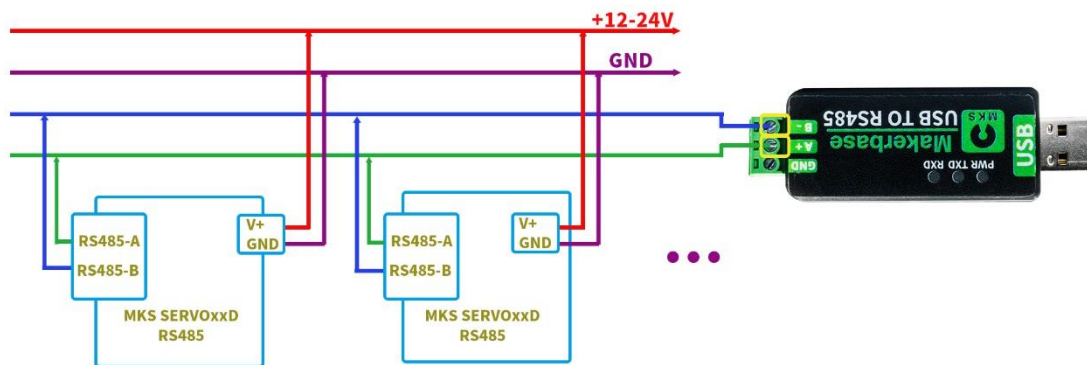 +12-24V
GND
RS485-A
RS485-B
V+
GND
MKS SERVOxxD
RS485
RS485-A
RS485-B
V+
GND
MKS SERVOxxD
RS485
B-
A+
GND
USB TO RS485
Makerbase
PWR TXD RXD
MKS
USB